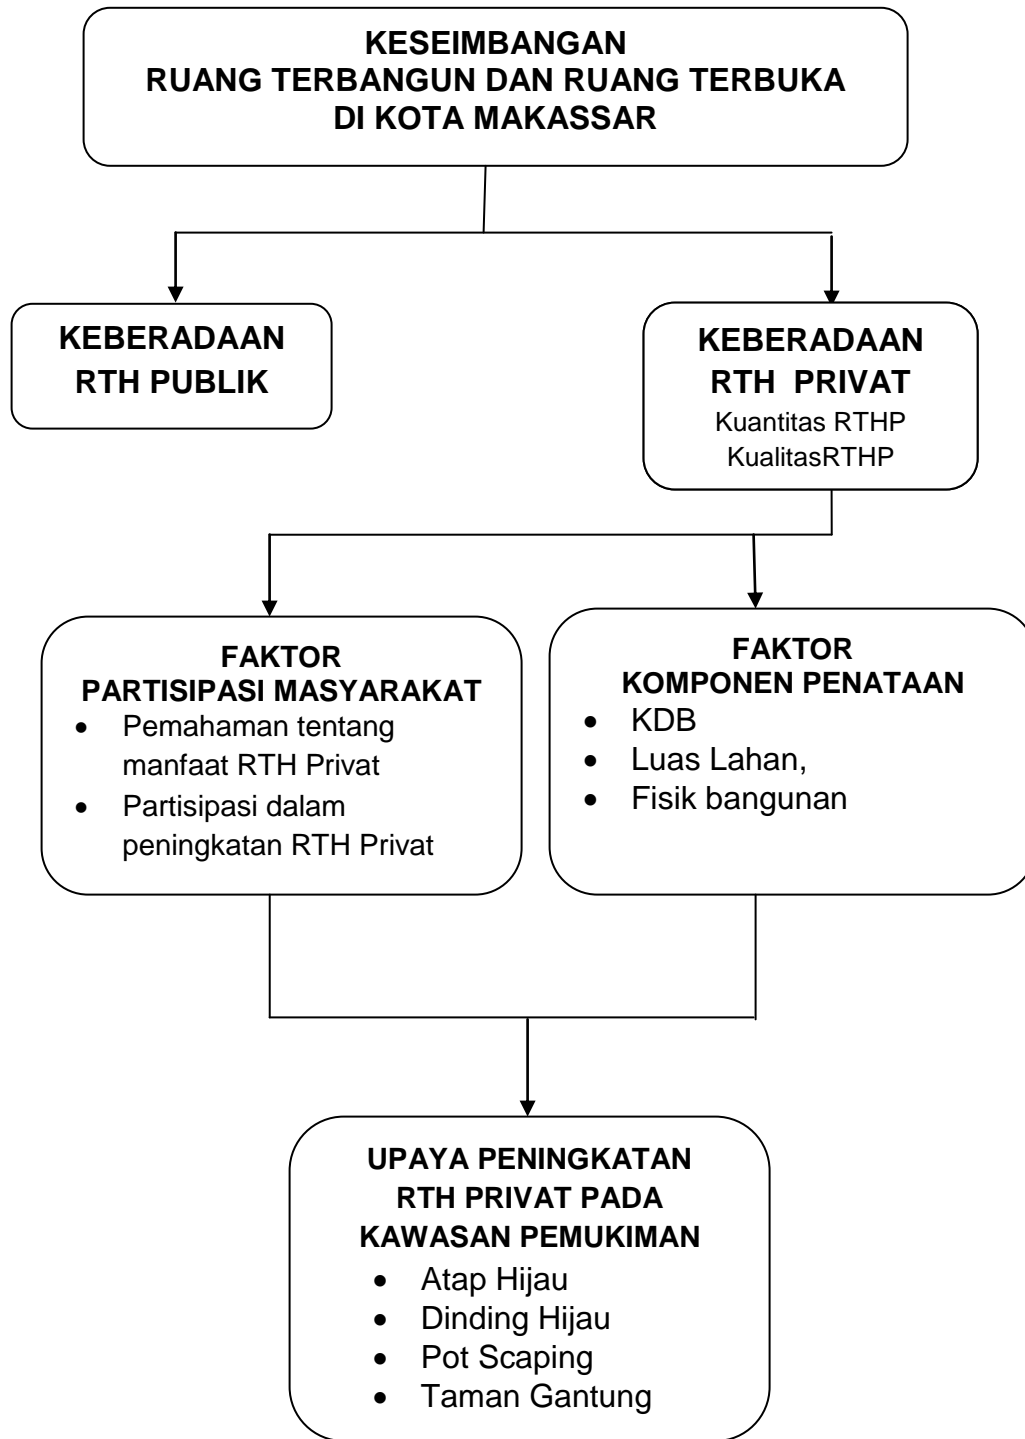 KESEIMBANGAN
RUANG TERBANGUN DAN RUANG TERBUKA
DI KOTA MAKASSAR
KEBERADAAN
RTH PUBLIK
KEBERADAAN
RTH PRIVAT
Kuantitas RTHP
KualitasRTHP
FAKTOR
PARTISIPASI MASYARAKAT
• Pemahaman tentang
manfaat RTH Privat
• Partisipasi dalam
peningkatan RTH Privat
FAKTOR
KOMPONEN PENATAAN
• KDB
• Luas Lahan,
• Fisik bangunan
UPAYA PENINGKATAN
RTH PRIVAT PADA
KAWASAN PEMUKIMAN
• Atap Hijau
• Dinding Hijau
• Pot Scaping
• Taman Gantung